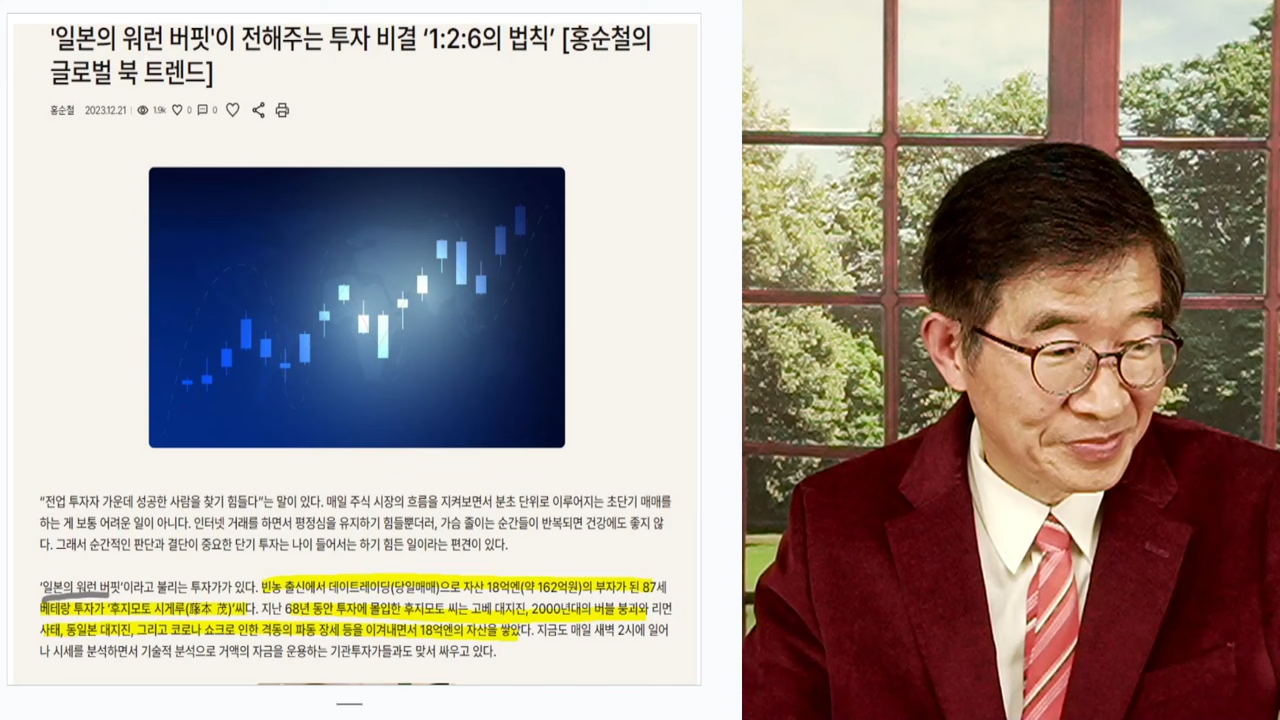 '일본의 워런 버핏'이 전해주는 투자 비결 ‘1:2:6의 법칙’ [홍순철의
글로벌 북 트렌드]
홍순철 2023.12.21 1.9k 0 0
“전업 투자자 가운데 성공한 사람을 찾기 힘들다”는 말이 있다. 매일 주식 시장의 흐름을 지켜보면서 분초 단위로 이루어지는 초단기 매매를
하는 게 보통 어려운 일이 아니다. 인터넷 거래를 하면서 평정심을 유지하기 힘들뿐더러, 가슴 졸이는 순간들이 반복되면 건강에도 좋지 않
다. 그래서 순간적인 판단과 결단이 중요한 단기 투자는 나이 들어서는 하기 힘든 일이라는 편견이 있다.
‘일본의 워런 버핏’이라고 불리는 투자가가 있다. 빈농 출신에서 데이트레이딩(당일매매)으로 자산 18억엔(약 162억원)의 부자가 된 87세
베테랑 투자가 ‘후지모토 시게루(藤本 茂)’씨다. 지난 68년 동안 투자에 몰입한 후지모토 씨는 고베 대지진, 2000년대의 버블 붕괴와 리먼
사태, 동일본 대지진, 그리고 코로나 쇼크로 인한 격동의 파동 장세 등을 이겨내면서 18억엔의 자산을 쌓았다. 지금도 매일 새벽 2시에 일어
나 시세를 분석하면서 기술적 분석으로 거액의 자금을 운용하는 기관투자가들과도 맞서 싸우고 있다.